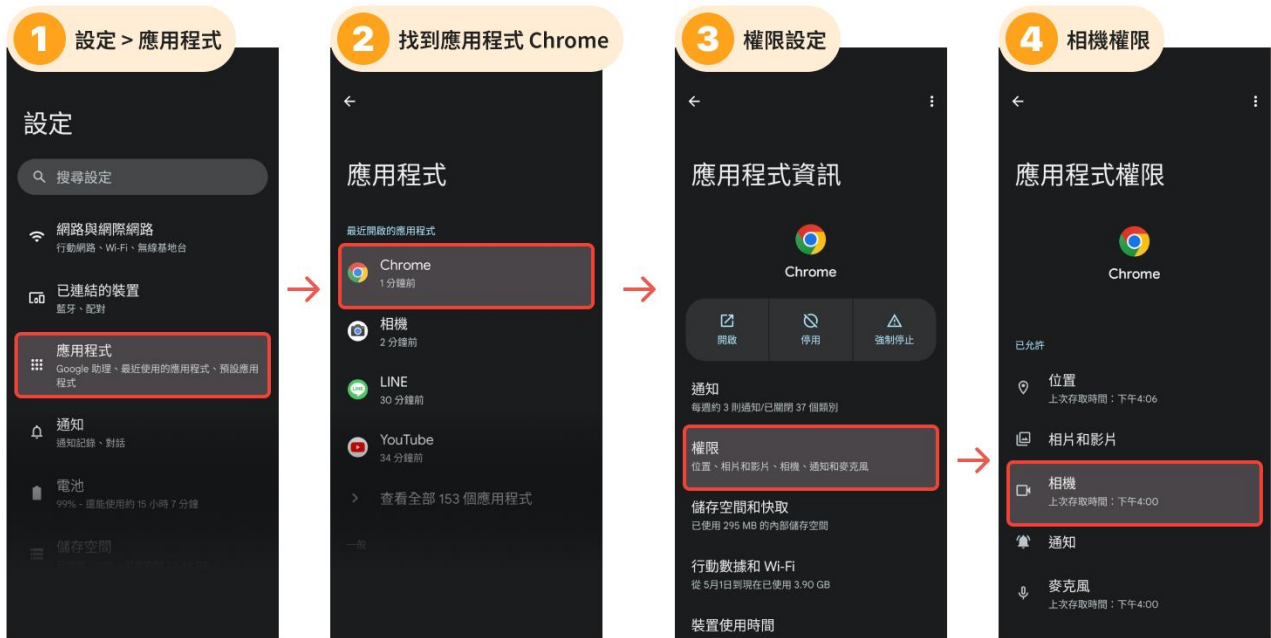 1 設定 > 應用程式
設定
搜尋設定
網路與網際網路
行動網路、Wi-Fi、無線基地台
已連結的裝置
藍牙、配對
應用程式
Google 助理、最近使用的應用程式、預設應用
程式
通知
通知記錄、對話
電池
99% - 還能使用約 15 小時 7 分鐘
儲存空間
2 找到應用程式 Chrome
應用程式
最近開啟的應用程式
Chrome
1 分鐘前
相機
2 分鐘前
LINE
30 分鐘前
YouTube
34 分鐘前
查看全部 153 個應用程式
一般
3 權限設定
應用程式資訊
Chrome
開啟
停用
強制停止
通知
每週約 3 則通知/已關閉 37 個類別
權限
位置、相片和影片、相機、通知和麥克風
儲存空間和快取
已使用 295 MB 的內部儲存空間
行動數據和 Wi-Fi
從 5月1日到現在已使用 3.90 GB
裝置使用時間
4 相機權限
應用程式權限
Chrome
已允許
位置
上次存取時間：下午4:06
相片和影片
相機
上次存取時間：下午4:00
通知
麥克風
上次存取時間：下午4:00